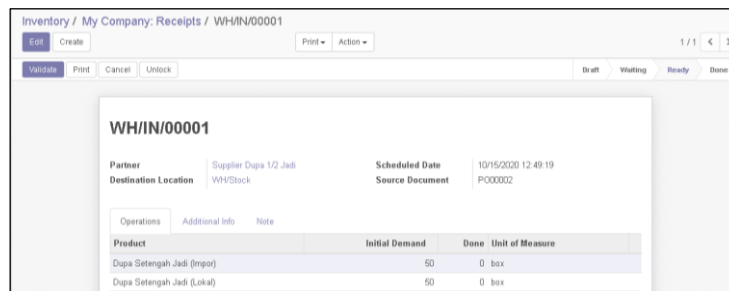 Inventory / My Company: Receipts / WH/IN/00001
Edit Create Print Action 1 / 1
Validate Print Cancel Unlock Draft Waiting Ready Done
WH/IN/00001
Partner Supplier Dupa 1/2 Jadi Scheduled Date 10/15/2020 12:49:19
Destination Location WH/Stock Source Document PO00002
Operations Additional Info Note
Product Initial Demand Done Unit of Measure
Dupa Setengah Jadi (Impor) 50 0 box
Dupa Setengah Jadi (Lokal) 50 0 box